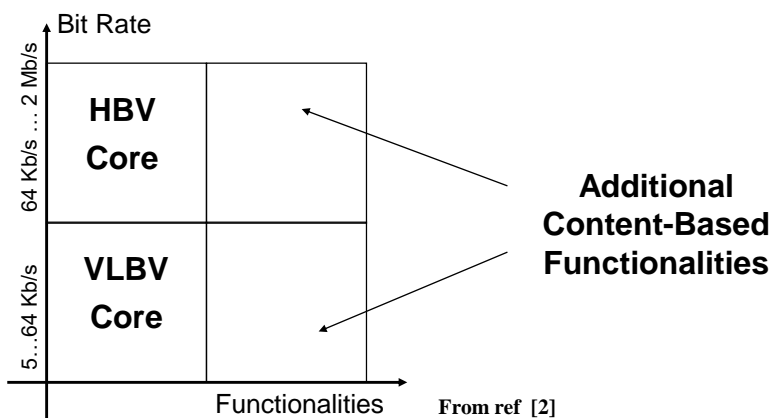 Bit Rate
64 Kb/s … 2 Mb/s
HBV
Core
Additional
Content-Based
Functionalities
5…64 Kb/s
VLBV
Core
Functionalities
From ref [2]